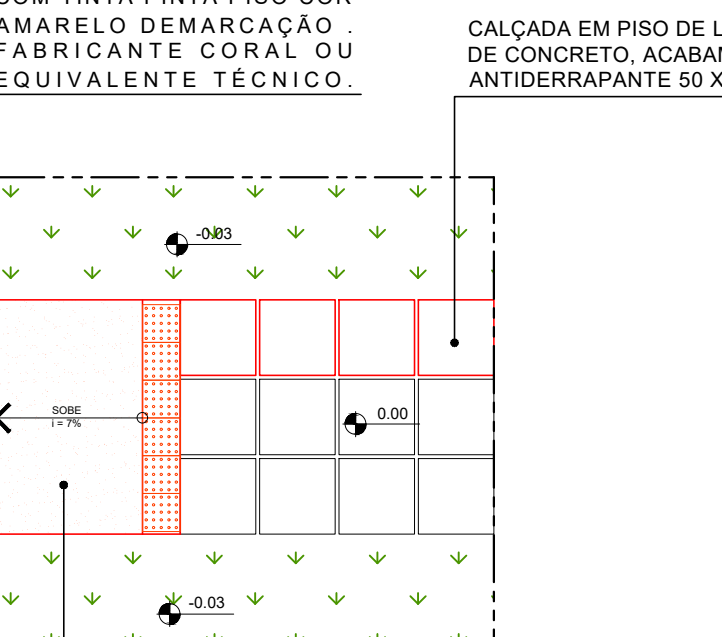 AMARELO DEMARCAÇÃO .
FABRICANTE CORAL OU
EQUIVALENTE TÉCNICO.
CALÇADA EM PISO DE
DE CONCRETO,
ANTIDERRAPANTE 50 X
-0.03
SOBE
i = 7%
0.00
-0.03